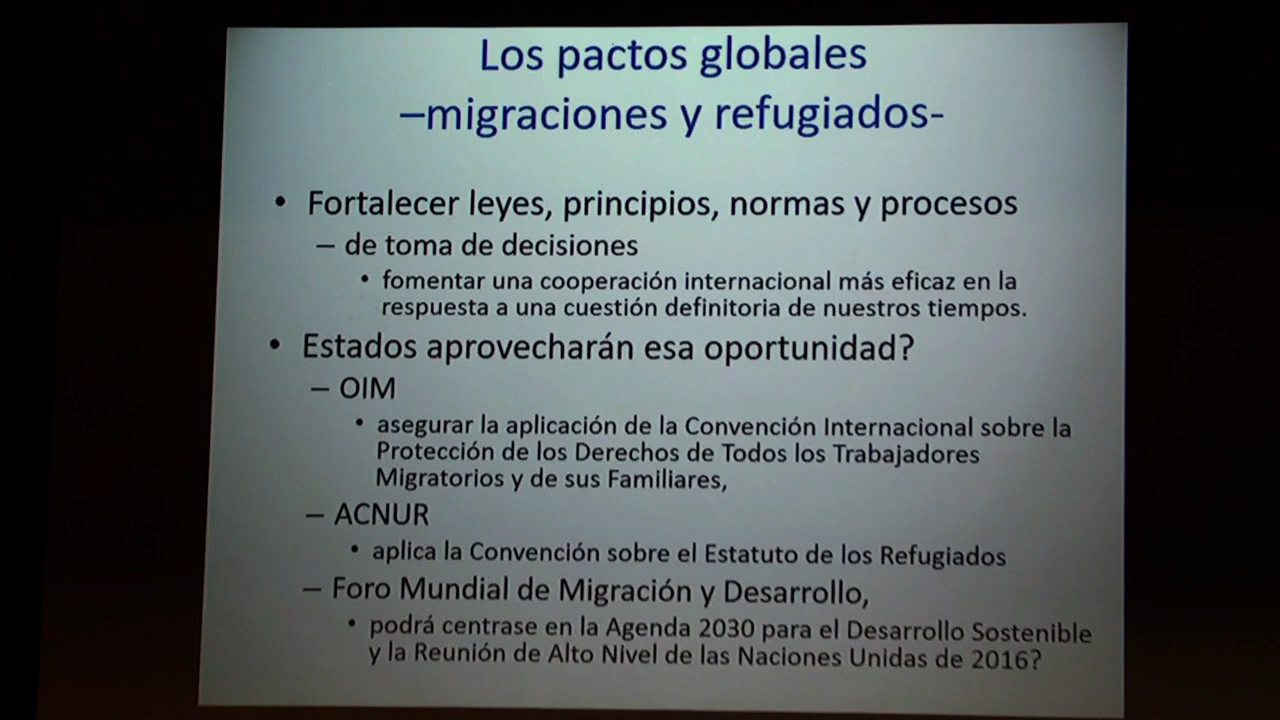 Los pactos globales
–migraciones y refugiados-
• Fortalecer leyes, principios, normas y procesos
– de toma de decisiones
• fomentar una cooperación internacional más eficaz en la
respuesta a una cuestión definitoria de nuestros tiempos.
• Estados aprovecharán esa oportunidad?
– OIM
• asegurar la aplicación de la Convención Internacional sobre la
Protección de los Derechos de Todos los Trabajadores
Migratorios y de sus Familiares,
– ACNUR
• aplica la Convención sobre el Estatuto de los Refugiados
– Foro Mundial de Migración y Desarrollo,
• podrá centrase en la Agenda 2030 para el Desarrollo Sostenible
y la Reunión de Alto Nivel de las Naciones Unidas de 2016?